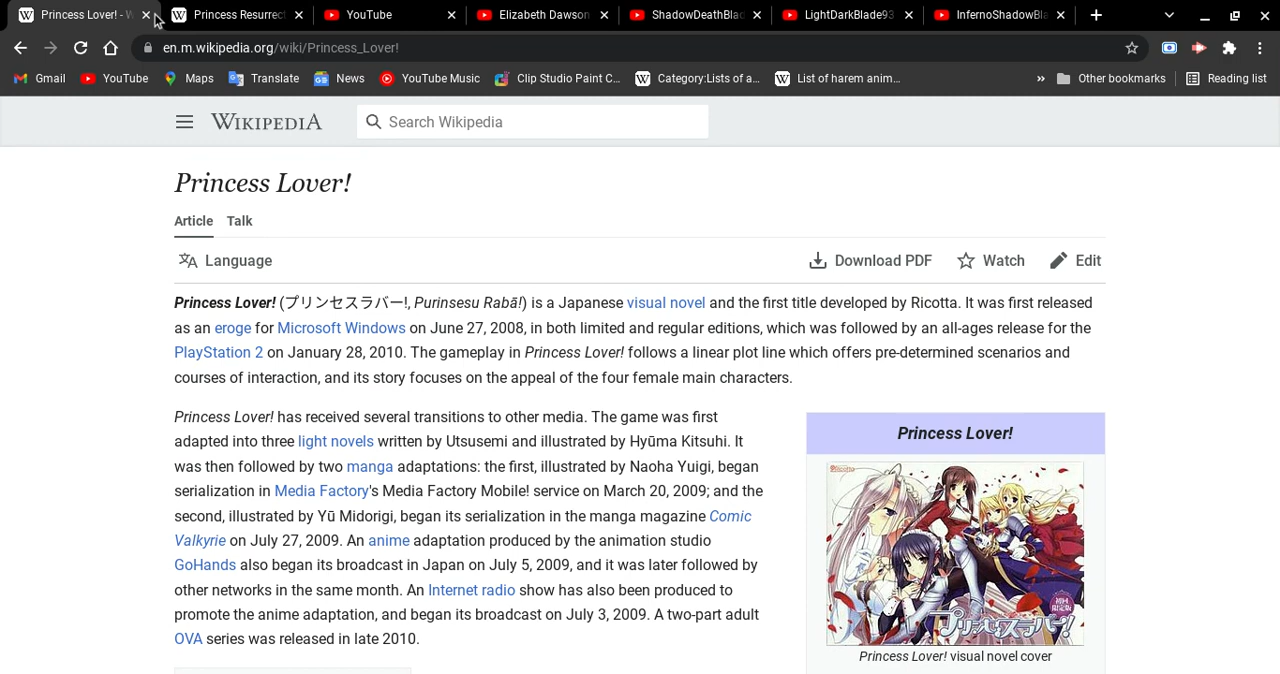 Princess Lover! - W
Princess Resurrect
YouTube
Elizabeth Dawson
ShadowDeathBlad
LightDarkBlade93
InfernoShadowBla
en.m.wikipedia.org/wiki/Princess_Lover!
Gmail YouTube Maps Translate News YouTube Music Clip Studio Paint C... Category:Lists of a... List of harem anim... » Other bookmarks Reading list
WIKIPEDIA Search Wikipedia
Princess Lover!
Article Talk
Language Download PDF Watch Edit
Princess Lover! (プリンセスラバー!, Purinsesu Rabā!) is a Japanese visual novel and the first title developed by Ricotta. It was first released
as an eroge for Microsoft Windows on June 27, 2008, in both limited and regular editions, which was followed by an all-ages release for the
PlayStation 2 on January 28, 2010. The gameplay in Princess Lover! follows a linear plot line which offers pre-determined scenarios and
courses of interaction, and its story focuses on the appeal of the four female main characters.
Princess Lover! has received several transitions to other media. The game was first
adapted into three light novels written by Utsusemi and illustrated by Hyūma Kitsuhi. It
was then followed by two manga adaptations: the first, illustrated by Naoha Yuigi, began
serialization in Media Factory's Media Factory Mobile! service on March 20, 2009; and the
second, illustrated by Yū Midorigi, began its serialization in the manga magazine Comic
Valkyrie on July 27, 2009. An anime adaptation produced by the animation studio
GoHands also began its broadcast in Japan on July 5, 2009, and it was later followed by
other networks in the same month. An Internet radio show has also been produced to
promote the anime adaptation, and began its broadcast on July 3, 2009. A two-part adult
OVA series was released in late 2010.
Princess Lover!
初回
限定版
プリンセスラバー!
Princess Lover! visual novel cover